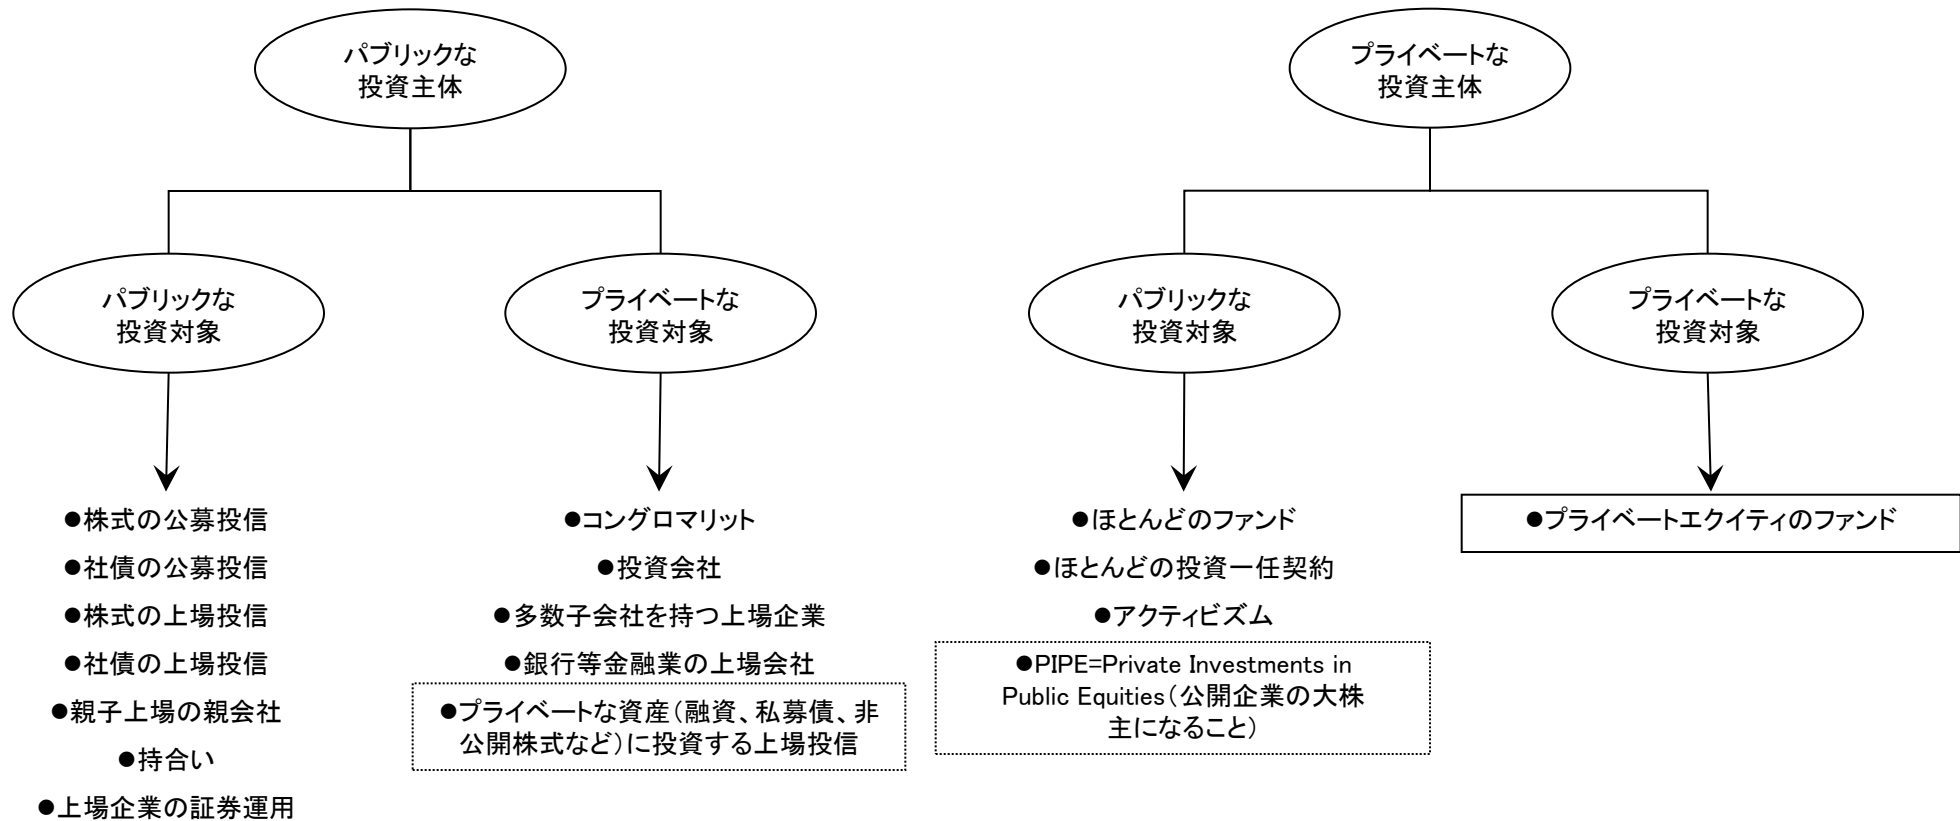 パブリックな
投資主体
プライベートな
投資主体
パブリックな
投資対象
プライベートな
投資対象
パブリックな
投資対象
プライベートな
投資対象
●株式の公募投信
●社債の公募投信
●株式の上場投信
●社債の上場投信
●親子上場の親会社
●持合い
●上場企業の証券運用
●コングロマリット
●投資会社
●多数子会社を持つ上場企業
●銀行等金融業の上場会社
●プライベートな資産（融資、私募債、非
公開株式など）に投資する上場投信
●ほとんどのファンド
●ほとんどの投資一任契約
●アクティビズム
●PIPE=Private Investments in
Public Equities（公開企業の大株
主になること）
●プライベートエクイティのファンド